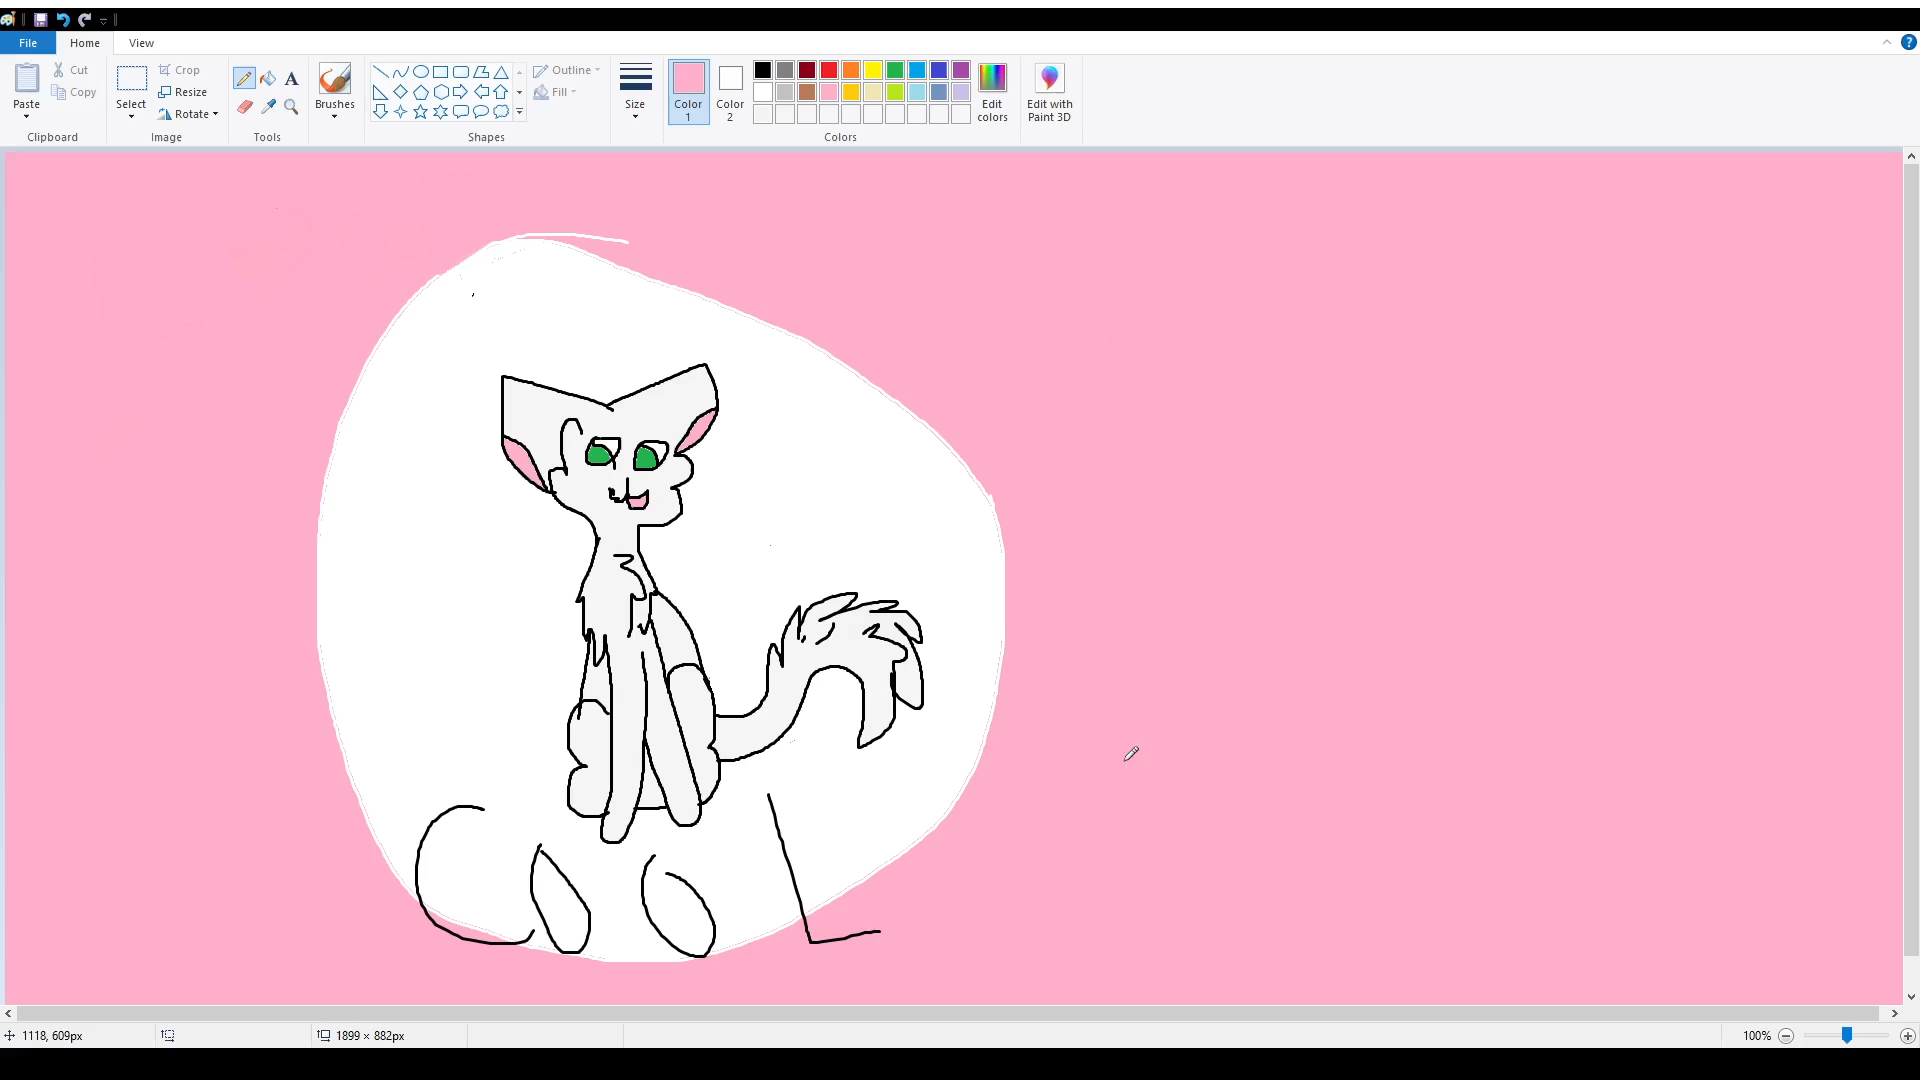 File Home View
Cut
Copy
Paste
Clipboard
Select
Crop
Resize
Rotate
Image
A
Tools
Brushes
Outline
Fill
Shapes
Size
Color
1
Color
2
Colors
Edit
colors
Edit with
Paint 3D
?
COOL
1118, 609px
1899 × 882px
100%